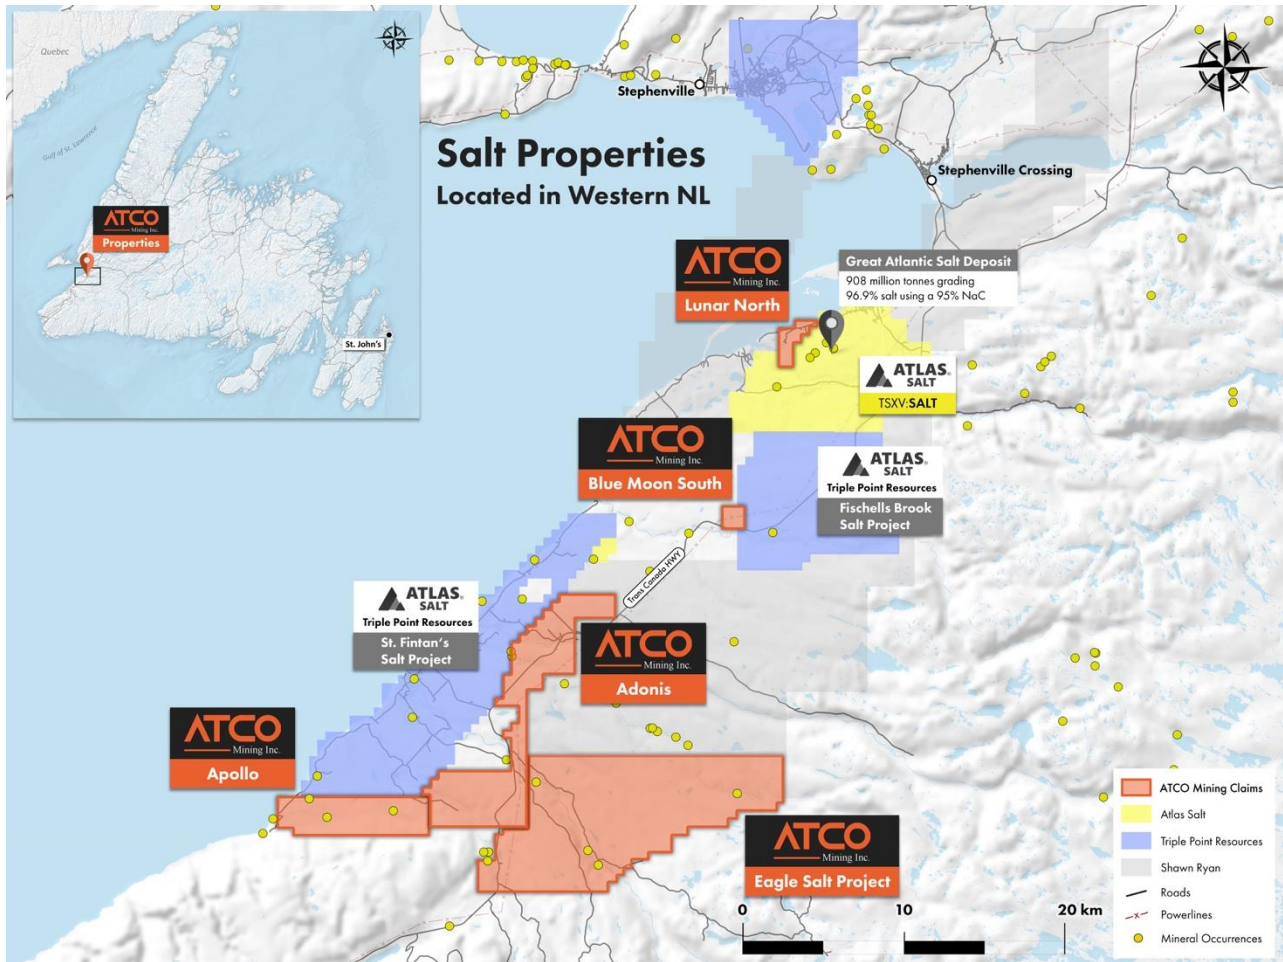 Quebec
Gulf of St. Lawrence
ATCO
Mining Inc.
Properties
St. John's
Stephenville
Salt Properties
Located in Western NL
Stephenville Crossing
ATCO
Mining Inc.
Lunar North
Great Atlantic Salt Deposit
908 million tonnes grading
96.9% salt using a 95% NaC
ATLAS
SALT
TSXV:SALT
ATCO
Mining Inc.
Blue Moon South
ATLAS
SALT
Triple Point Resources
Fischells Brook
Salt Project
Trans Canada HWY
ATLAS
SALT
Triple Point Resources
St. Fintan's
Salt Project
ATCO
Mining Inc.
Adonis
ATCO
Mining Inc.
Apollo
ATCO
Mining Inc.
Eagle Salt Project
ATCO Mining Claims
Atlas Salt
Triple Point Resources
Shawn Ryan
Roads
Powerlines
Mineral Occurrences
0 10 20 km